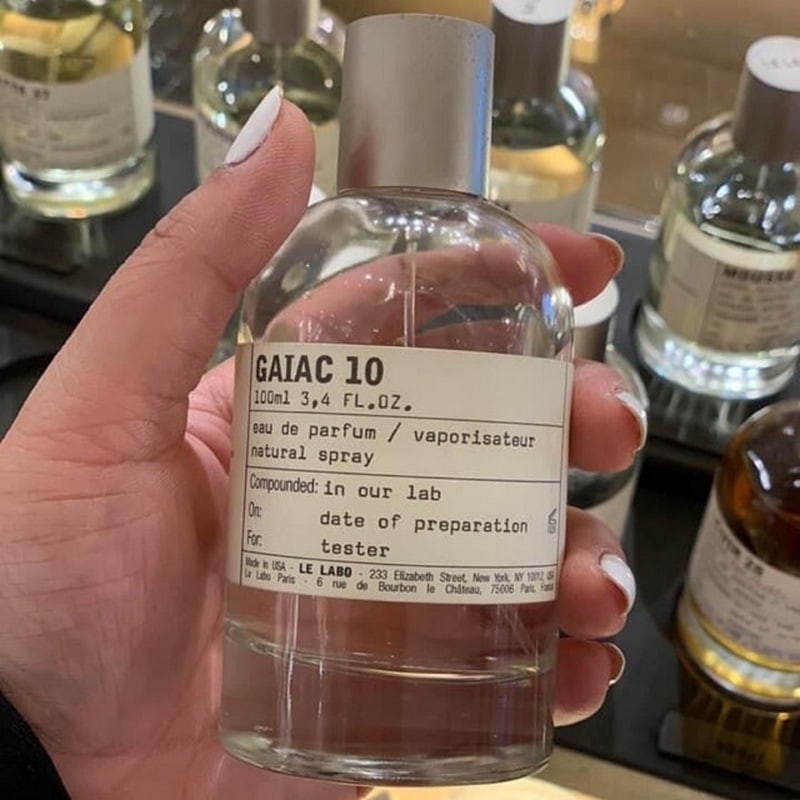 GAIAC 10
100ml 3,4 FL.OZ.
eau de parfum / vaporisateur
natural spray
Compounded: in our lab
On: date of preparation
For: tester
Made in USA - LE LABO - 233 Elizabeth Street, New York, NY 10012, USA
Le Labo Paris - 6 rue de Bourbon le Château, 75006 Paris, France